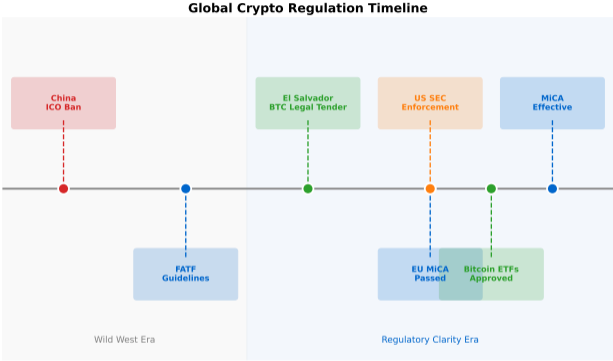 Global Crypto Regulation Timeline
China
ICO Ban
El Salvador
BTC Legal Tender
US SEC
Enforcement
MiCA
Effective
FATF
Guidelines
EU MiCA
Passed
Bitcoin ETFs
Approved
Wild West Era
Regulatory Clarity Era